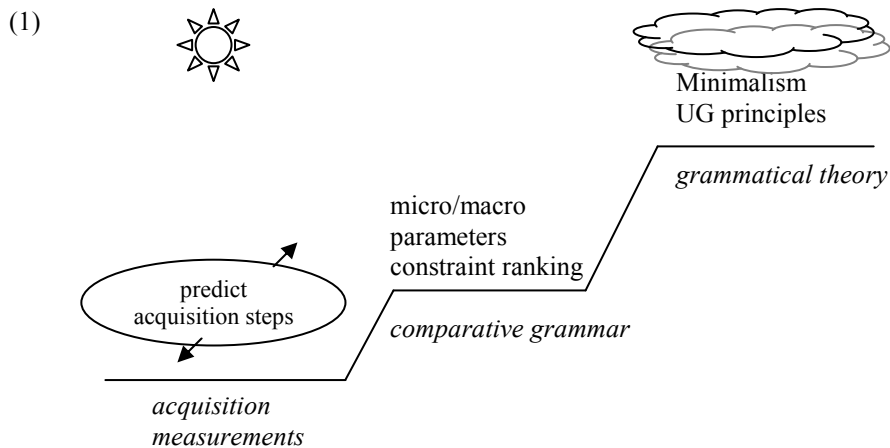 (1)
Minimalism
UG principles
grammatical theory
micro/macro
parameters
constraint ranking
comparative grammar
predict
acquisition steps
acquisition
measurements